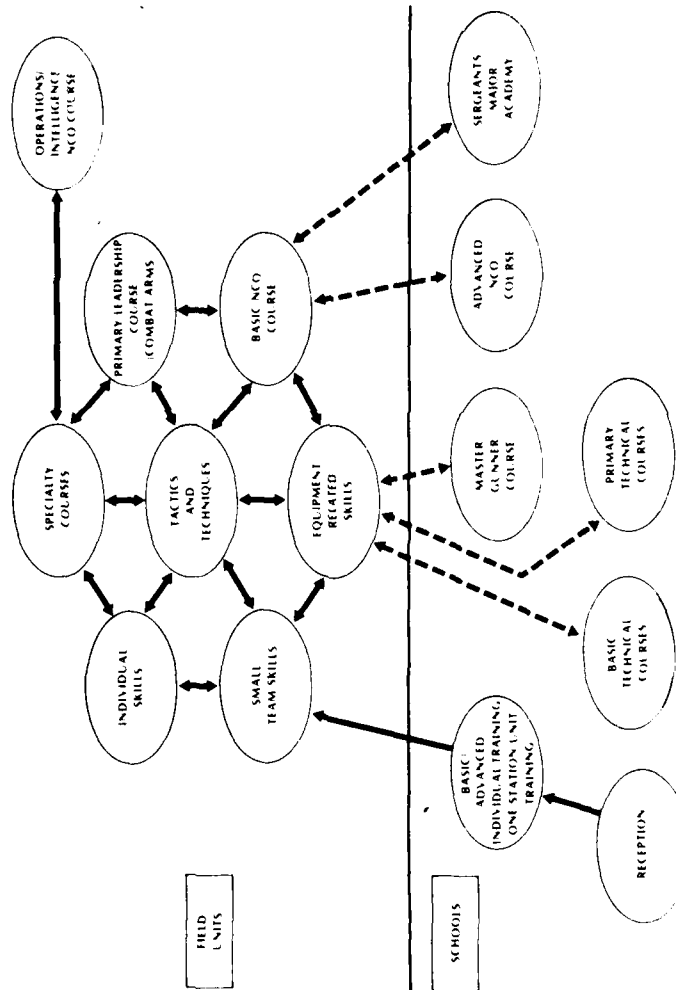 FIELD
UNITS
INDIVIDUAL
SKILLS
SPECIALTY
COURSES
PRIMARY LEADERSHIP
COURSE
(COMBAT ARMS
OPERATIONS/
INTELLIGENCE
NCO COURSE
TACTICS
AND
TECHNIQUES
SMALL
TEAM SKILLS
EQUIPMENT
RELATED
SKILLS
BASIC NCO
COURSE
SCHOOLS
BASIC/
ADVANCED
INDIVIDUAL TRAINING
ONE STATION UNIT
TRAINING
MASTER
GUNNER
COURSE
ADVANCED
NCO
COURSE
SERGEANTS
MAJOR
ACADEMY
RECEPTION
BASIC
TECHNICAL
COURSES
PRIMARY
TECHNICAL
COURSES